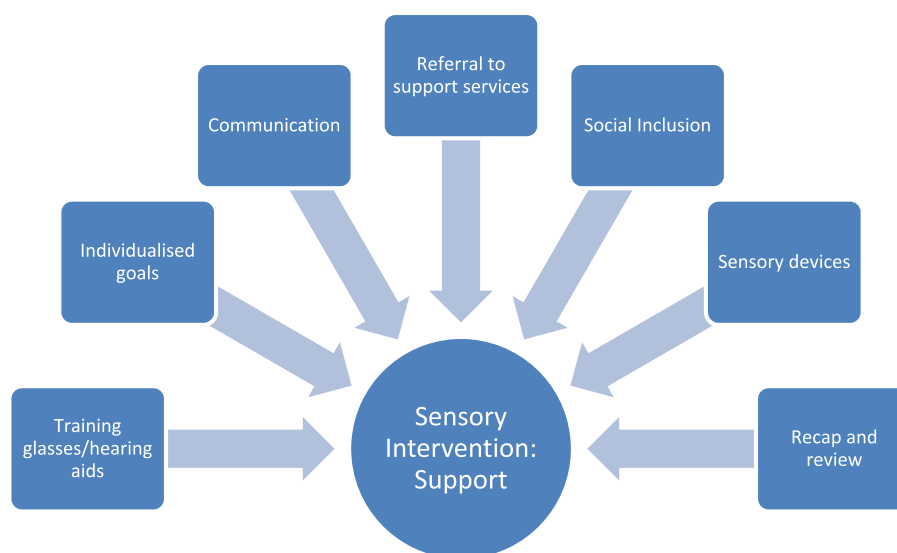 Referral to
support services
Communication
Social Inclusion
Individualised
goals
Sensory devices
Training
glasses/hearing
aids
Sensory
Intervention:
Support
Recap and
review